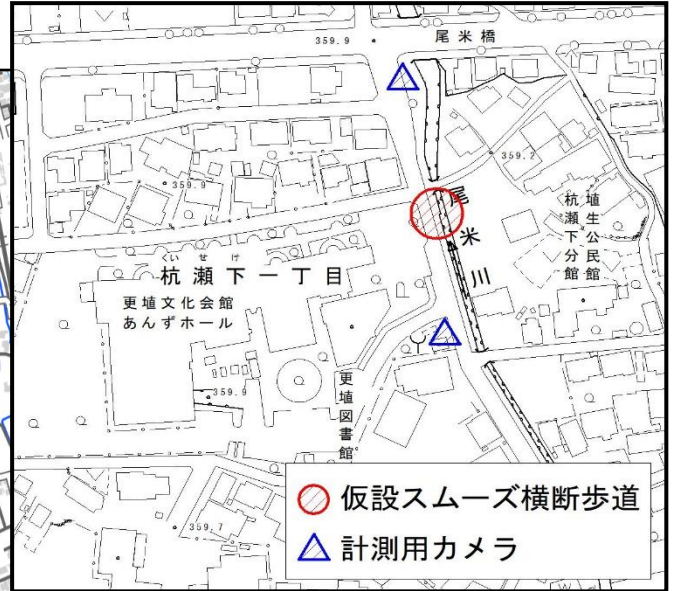 尾米橋
359.9
359.2
359.9
尾米川
埴生公民館
杭瀬下分館
くいせけ
杭瀬下一丁目
更埴文化会館
あんずホール
更埴図書館
359.9
359.7
仮設スムーズ横断歩道
計測用カメラ